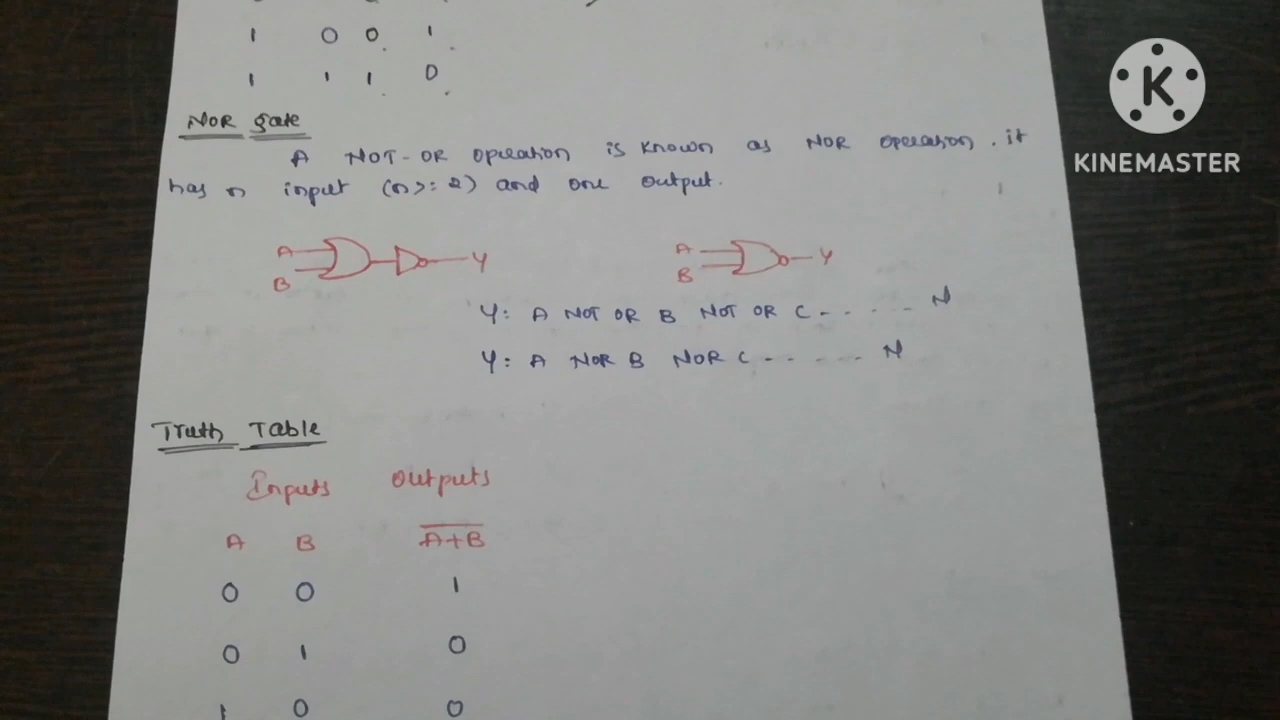 1 0 0 1
1 1 1 0
NOR gate
A NOT-OR operation is known as NOR operation. it
has n input (n>=2) and one output.
A
B
Y
A
B
Y
Y: A NOT OR B NOT OR C - - - - - N
Y: A NOR B NOR C - - - - - - N
Truth Table
Inputs Outputs
A B A+B
0 0 1
0 1 0
1 0 0
K
KINEMASTER